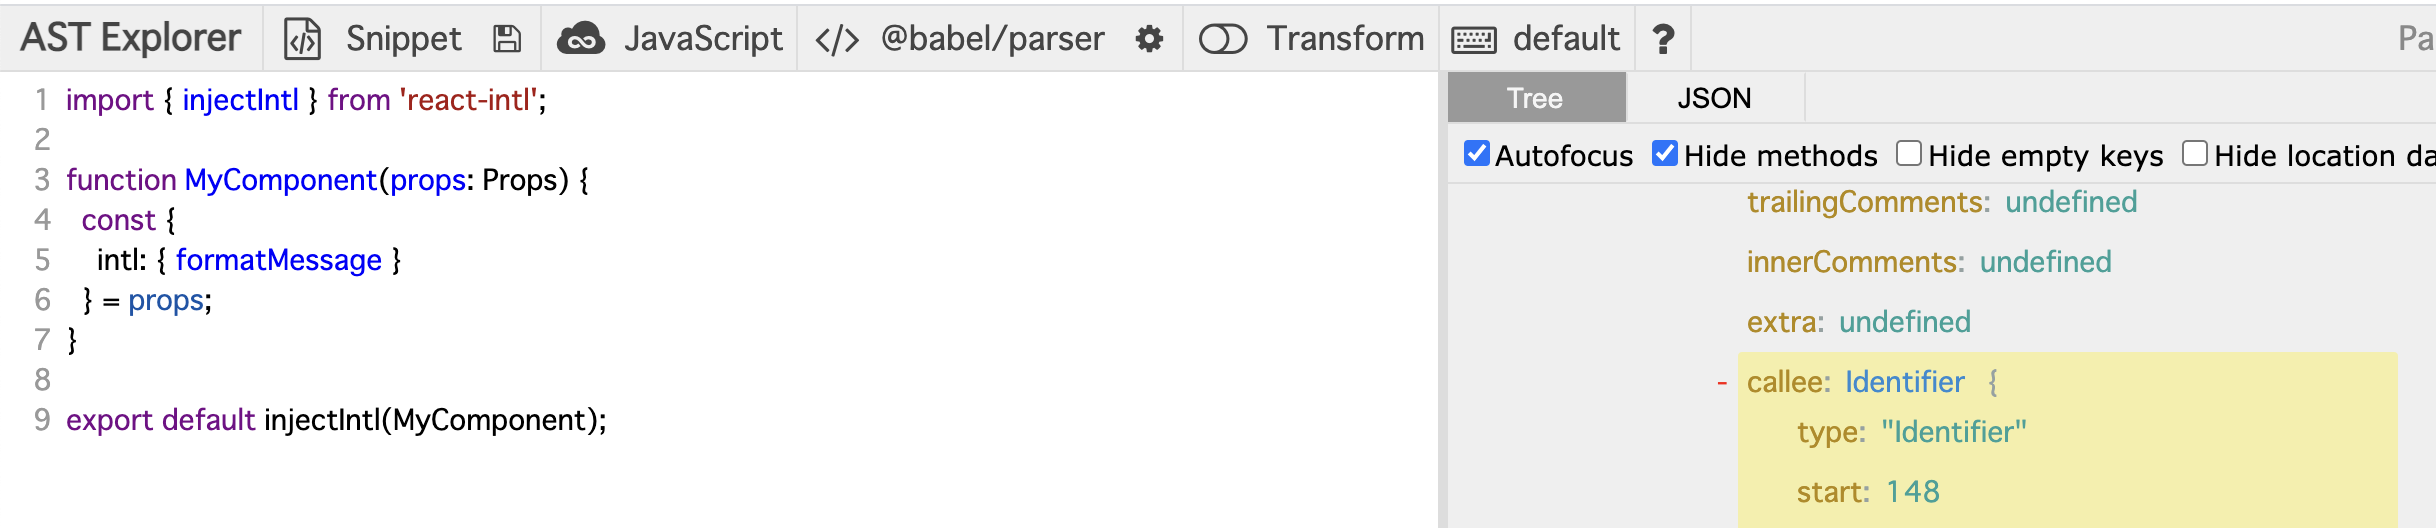 AST Explorer Snippet JavaScript </> @babel/parser Transform default ? Pa
Tree JSON
Autofocus Hide methods Hide empty keys Hide location da
1 import { injectIntl } from 'react-intl';
2
3 function MyComponent(props: Props) {
4 const {
5 intl: { formatMessage }
6 } = props;
7 }
8
9 export default injectIntl(MyComponent);
trailingComments: undefined
innerComments: undefined
extra: undefined
- callee: Identifier {
type: "Identifier"
start: 148